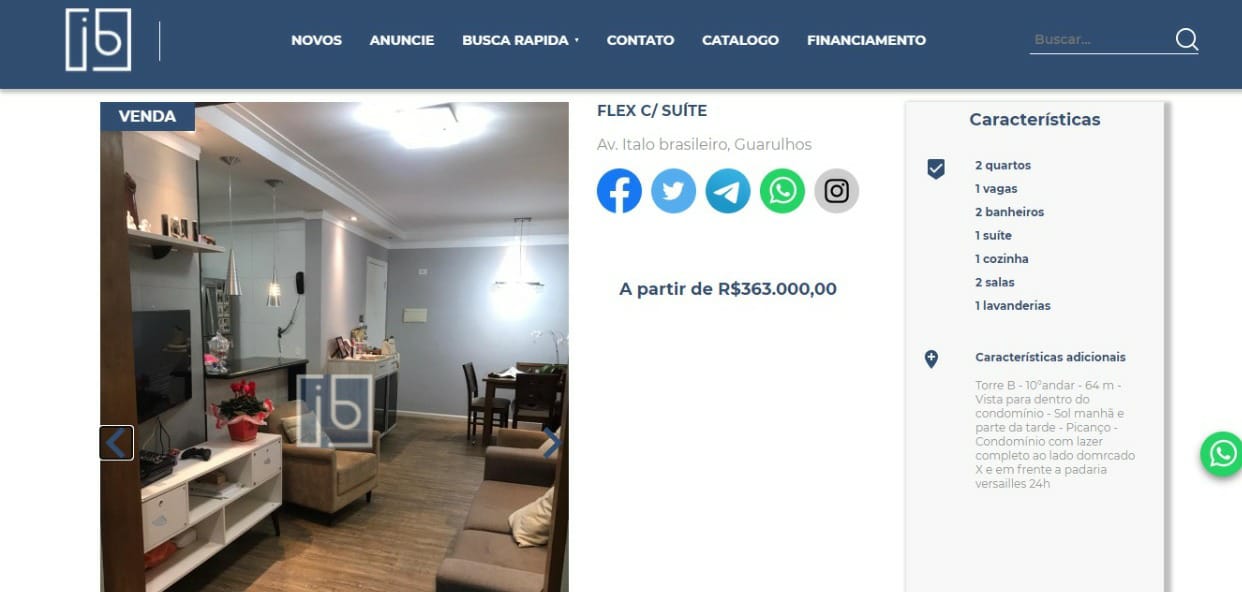 ib
NOVOS ANUNCIE BUSCA RAPIDA CONTATO CATALOGO FINANCIAMENTO
Buscar...
VENDA
ib
FLEX C/ SUÍTE
Av. Italo brasileiro, Guarulhos
A partir de R$363.000,00
Características
2 quartos
1 vagas
2 banheiros
1 suíte
1 cozinha
2 salas
1 lavanderias
Características adicionais
Torre B - 10°andar - 64 m -
Vista para dentro do
condomínio - Sol manhã e
parte da tarde - Picanço -
Condomínio com lazer
completo ao lado domrcado
X e em frente a padaria
versailles 24h